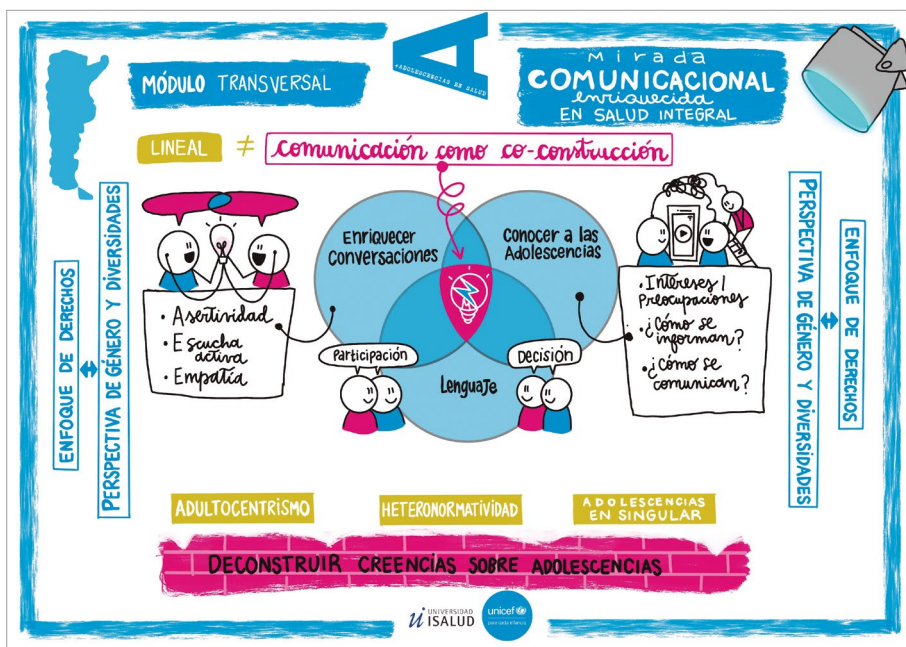 MÓDULO TRANSVERSAL
A
+ADOLESCENCIAS EN SALUD
Mirada
COMUNICACIONAL
enriquecida
EN SALUD INTEGRAL
LINEAL ≠ comunicación como co-construcción
ENFOQUE DE DERECHOS
PERSPECTIVA DE GÉNERO Y DIVERSIDADES
Enriquecer
Conversaciones
Conocer a las
Adolescencias
Lenguaje
• Asertividad
• Escucha
activa
• Empatía
Participación
Decisión
• Intereses /
Preocupaciones
• ¿Cómo se
informan?
• ¿Cómo se
comunican?
PERSPECTIVA DE GÉNERO Y DIVERSIDADES
ENFOQUE DE DERECHOS
ADULTOCENTRISMO
HETERONORMATIVIDAD
ADOLESCENCIAS
EN SINGULAR
DECONSTRUIR CREENCIAS SOBRE ADOLESCENCIAS
UNIVERSIDAD
ISALUD
unicef
para cada infancia